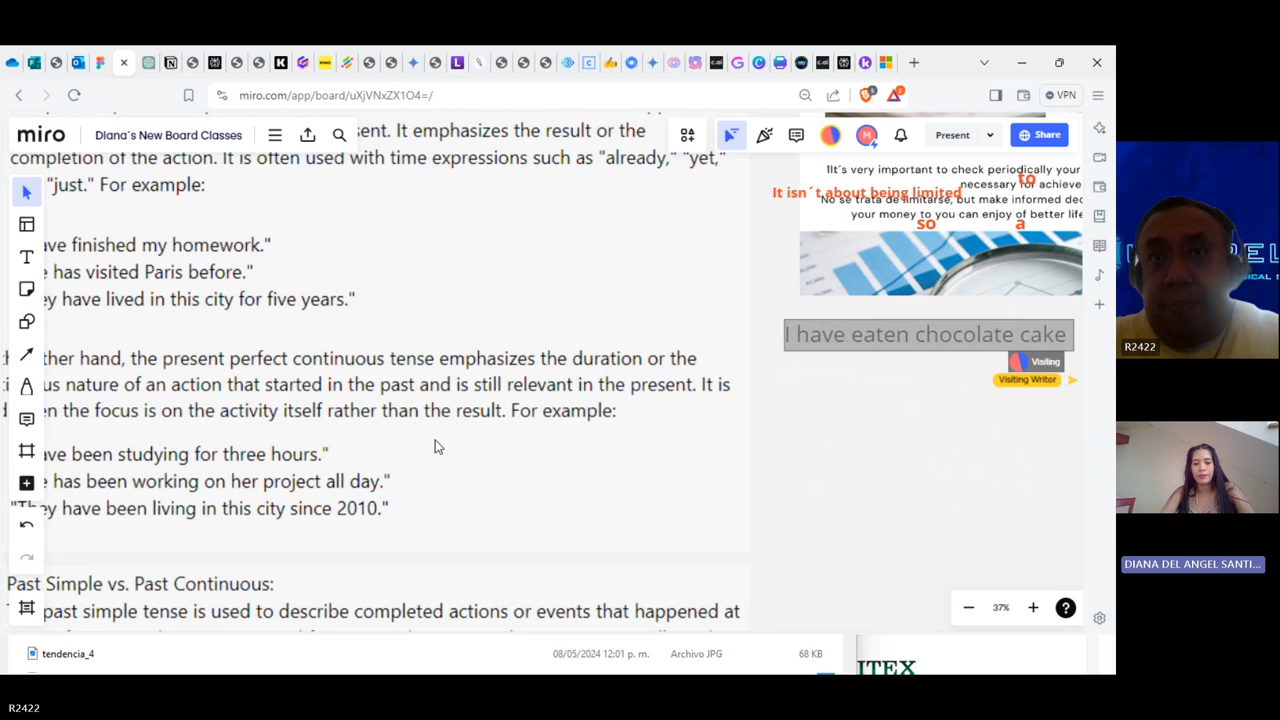 miro.com/app/board/uXjVNxZX1O4=/
VPN
miro
DIana's New Board Classes
Present
Share
sent. It emphasizes the result or the
completion of the action. It is often used with time expressions such as "already," "yet,"
"just." For example:
ave finished my homework."
e has visited Paris before."
ey have lived in this city for five years."
ther hand, the present perfect continuous tense emphasizes the duration or the
us nature of an action that started in the past and is still relevant in the present. It is
en the focus is on the activity itself rather than the result. For example:
ave been studying for three hours."
e has been working on her project all day."
"They have been living in this city since 2010."
Past Simple vs. Past Continuous:
past simple tense is used to describe completed actions or events that happened at
1It´s very important to check periodically your
to
necessary for achieve
It isn´t about being limited
No se trata de limitarse, but make informed dec
your money to you can enjoy of better life
so
a
I have eaten chocolate cake
Visiting
Visiting Writer
37%
tendencia_4
08/05/2024 12:01 p. m.
Archivo JPG
68 KB
ITEX
R2422
DIANA DEL ANGEL SANTI...
R2422